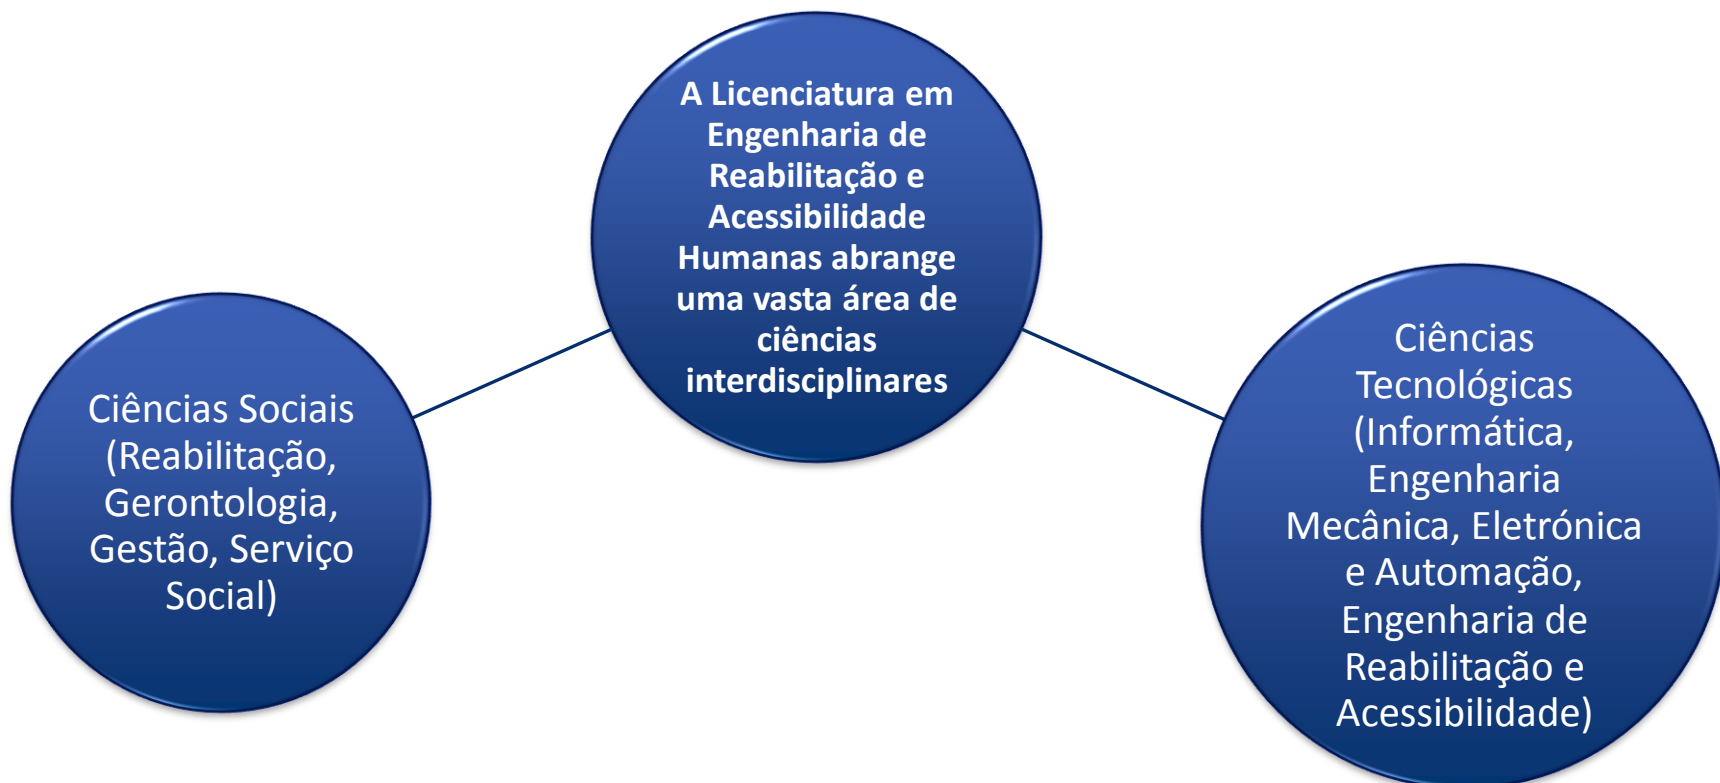 A Licenciatura em
Engenharia de
Reabilitação e
Acessibilidade
Humanas abrange
uma vasta área de
ciências
interdisciplinares
Ciências Sociais
(Reabilitação,
Gerontologia,
Gestão, Serviço
Social)
Ciências
Tecnológicas
(Informática,
Engenharia
Mecânica, Eletrónica
e Automação,
Engenharia de
Reabilitação e
Acessibilidade)